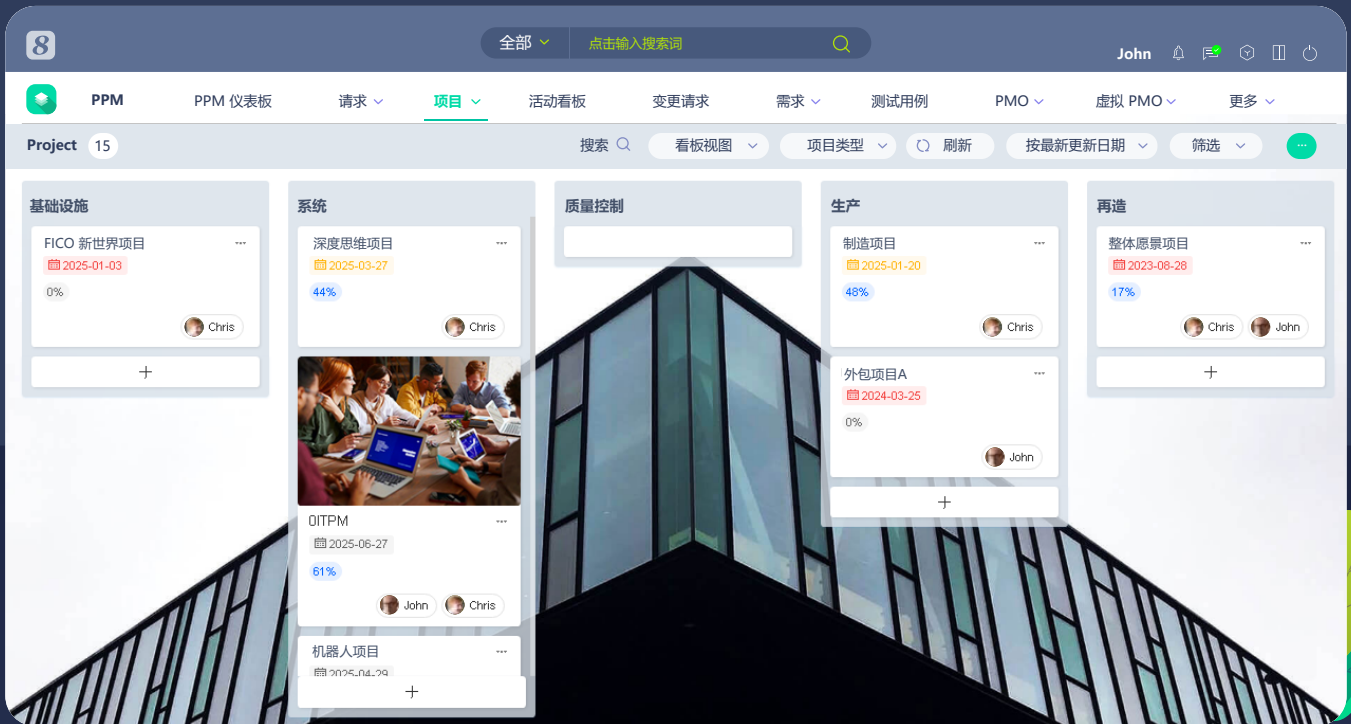 8
全部
点击输入搜索词
John
PPM
PPM 仪表板
请求
项目
活动看板
变更请求
需求
测试用例
PMO
虚拟 PMO
更多
Project 15
搜索
看板视图
项目类型
刷新
按最新更新日期
筛选
基础设施
FICO 新世界项目
2025-01-03
0%
Chris
系统
深度思维项目
2025-03-27
44%
Chris
0ITPM
2025-06-27
61%
John
Chris
机器人项目
2025-04-29
质量控制
生产
制造项目
2025-01-20
48%
Chris
外包项目A
2024-03-25
0%
John
再造
整体愿景项目
2023-08-28
17%
Chris
John